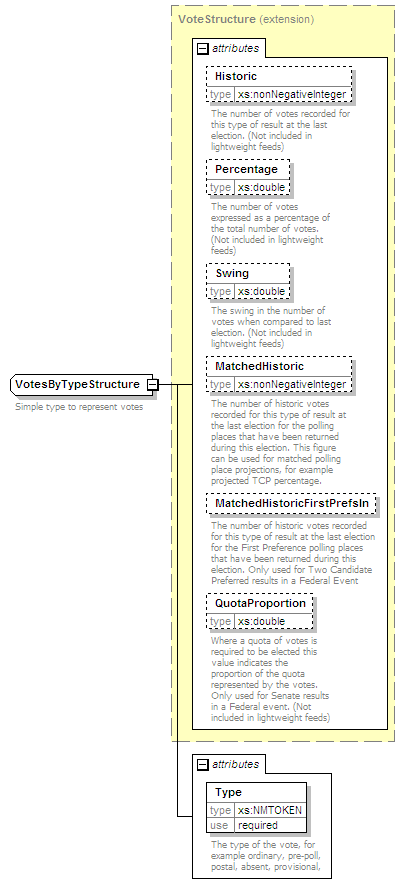 VoteStructure (extension)
attributes
Historic
type xs:nonNegativeInteger
The number of votes recorded for
this type of result at the last
election. (Not included in
lightweight feeds)
Percentage
type xs:double
The number of votes
expressed as a percentage of
the total number of votes.
(Not included in lightweight
feeds)
Swing
type xs:double
The swing in the number of
votes when compared to last
election. (Not included in
lightweight feeds)
MatchedHistoric
type xs:nonNegativeInteger
The number of historic votes
recorded for this type of result at
the last election for the polling
places that have been returned
during this election. This figure
can be used for matched polling
place projections, for example
projected TCP percentage.
MatchedHistoricFirstPrefsIn
The number of historic votes recorded
for this type of result at the last election
for the First Preference polling places
that have been returned during this
election. Only used for Two Candidate
Preferred results in a Federal Event
QuotaProportion
type xs:double
Where a quota of votes is
required to be elected this
value indicates the
proportion of the quota
represented by the votes.
Only used for Senate results
in a Federal event. (Not
included in lightweight feeds)
VotesByTypeStructure
Simple type to represent votes
attributes
Type
type xs:NMTOKEN
use required
The type of the vote, for
example ordinary, pre-poll,
postal, absent, provisional,